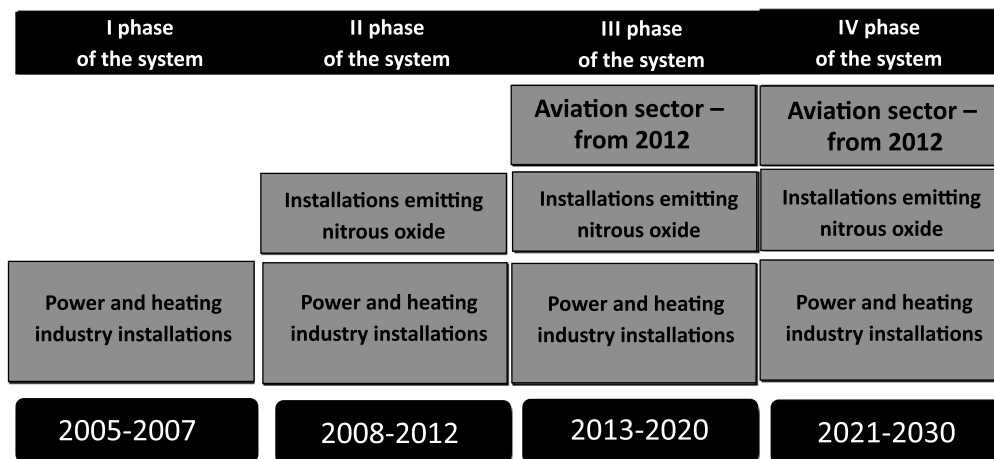 I phase
of the system
II phase
of the system
III phase
of the system
IV phase
of the system
Aviation sector –
from 2012
Aviation sector –
from 2012
Installations emitting
nitrous oxide
Installations emitting
nitrous oxide
Installations emitting
nitrous oxide
Power and heating
industry installations
Power and heating
industry installations
Power and heating
industry installations
Power and heating
industry installations
2005-2007
2008-2012
2013-2020
2021-2030